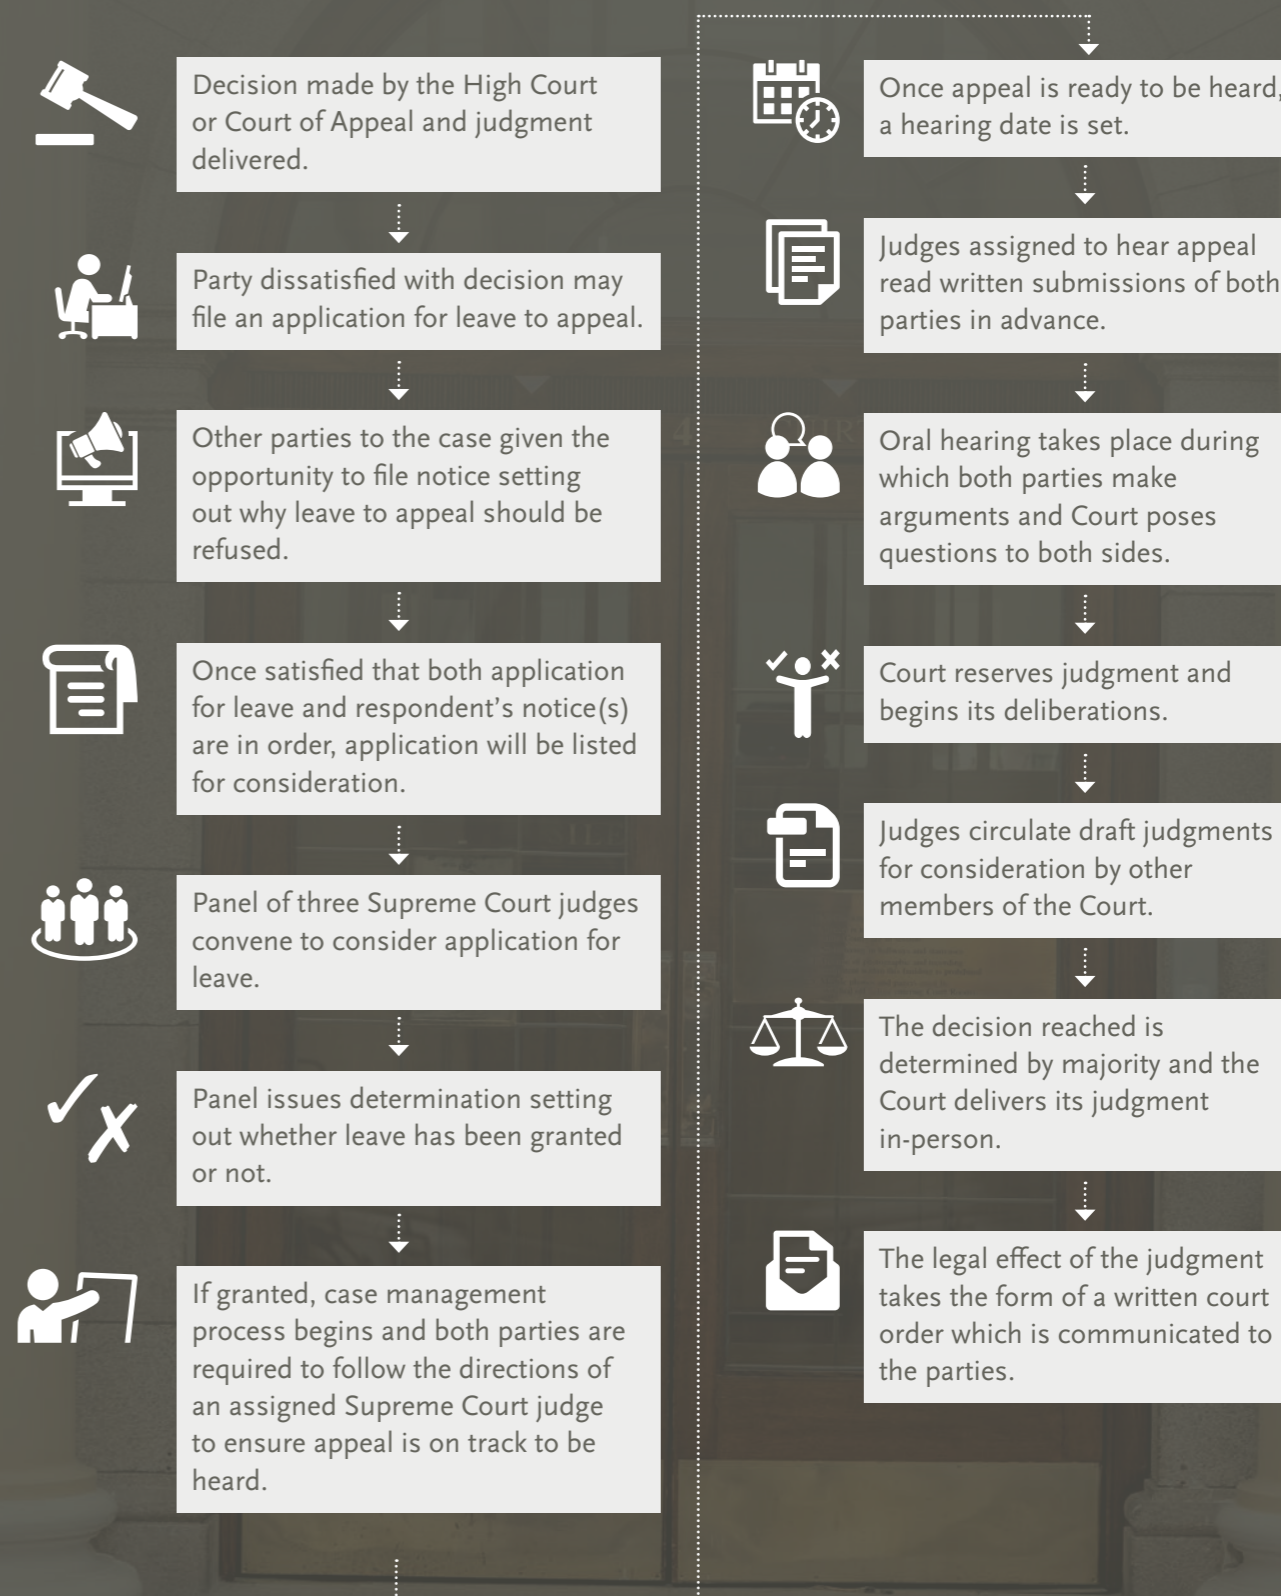 Decision made by the High Court
or Court of Appeal and judgment
delivered.
Party dissatisfied with decision may
file an application for leave to appeal.
Other parties to the case given the
opportunity to file notice setting
out why leave to appeal should be
refused.
Once satisfied that both application
for leave and respondent's notice(s)
are in order, application will be listed
for consideration.
Panel of three Supreme Court judges
convene to consider application for
leave.
Panel issues determination setting
out whether leave has been granted
or not.
If granted, case management
process begins and both parties are
required to follow the directions of
an assigned Supreme Court judge
to ensure appeal is on track to be
heard.
Once appeal is ready to be heard,
a hearing date is set.
Judges assigned to hear appeal
read written submissions of both
parties in advance.
Oral hearing takes place during
which both parties make
arguments and Court poses
questions to both sides.
Court reserves judgment and
begins its deliberations.
Judges circulate draft judgments
for consideration by other
members of the Court.
The decision reached is
determined by majority and the
Court delivers its judgment
in-person.
The legal effect of the judgment
takes the form of a written court
order which is communicated to
the parties.